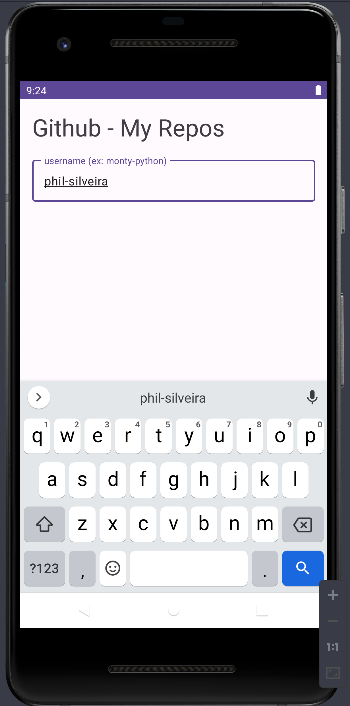 9:24
Github - My Repos
username (ex: monty-python)
phil-silveira
phil-silveira
1 2 3 4 5 6 7 8 9 0
q w e r t y u i o p
a s d f g h j k l
z x c v b n m
?123 , .
1:1